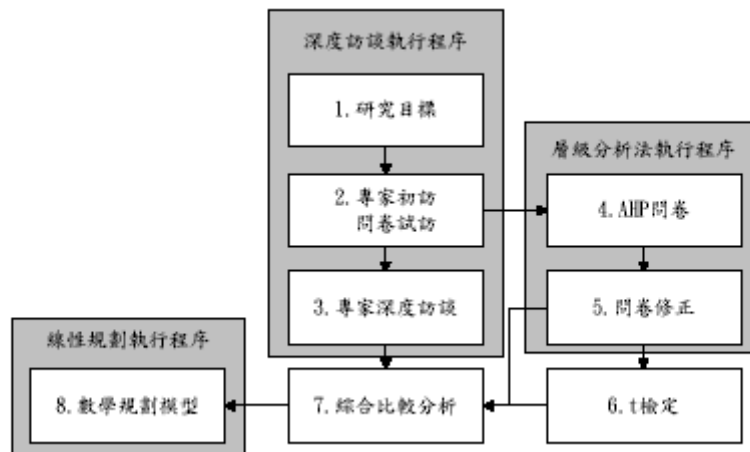 深度訪談執行程序
1.研究目標
2.專家初訪
問卷試訪
3.專家深度訪談
層級分析法執行程序
4.AHP問卷
5.問卷修正
6.t檢定
7.綜合比較分析
線性規劃執行程序
8.數學規劃模型